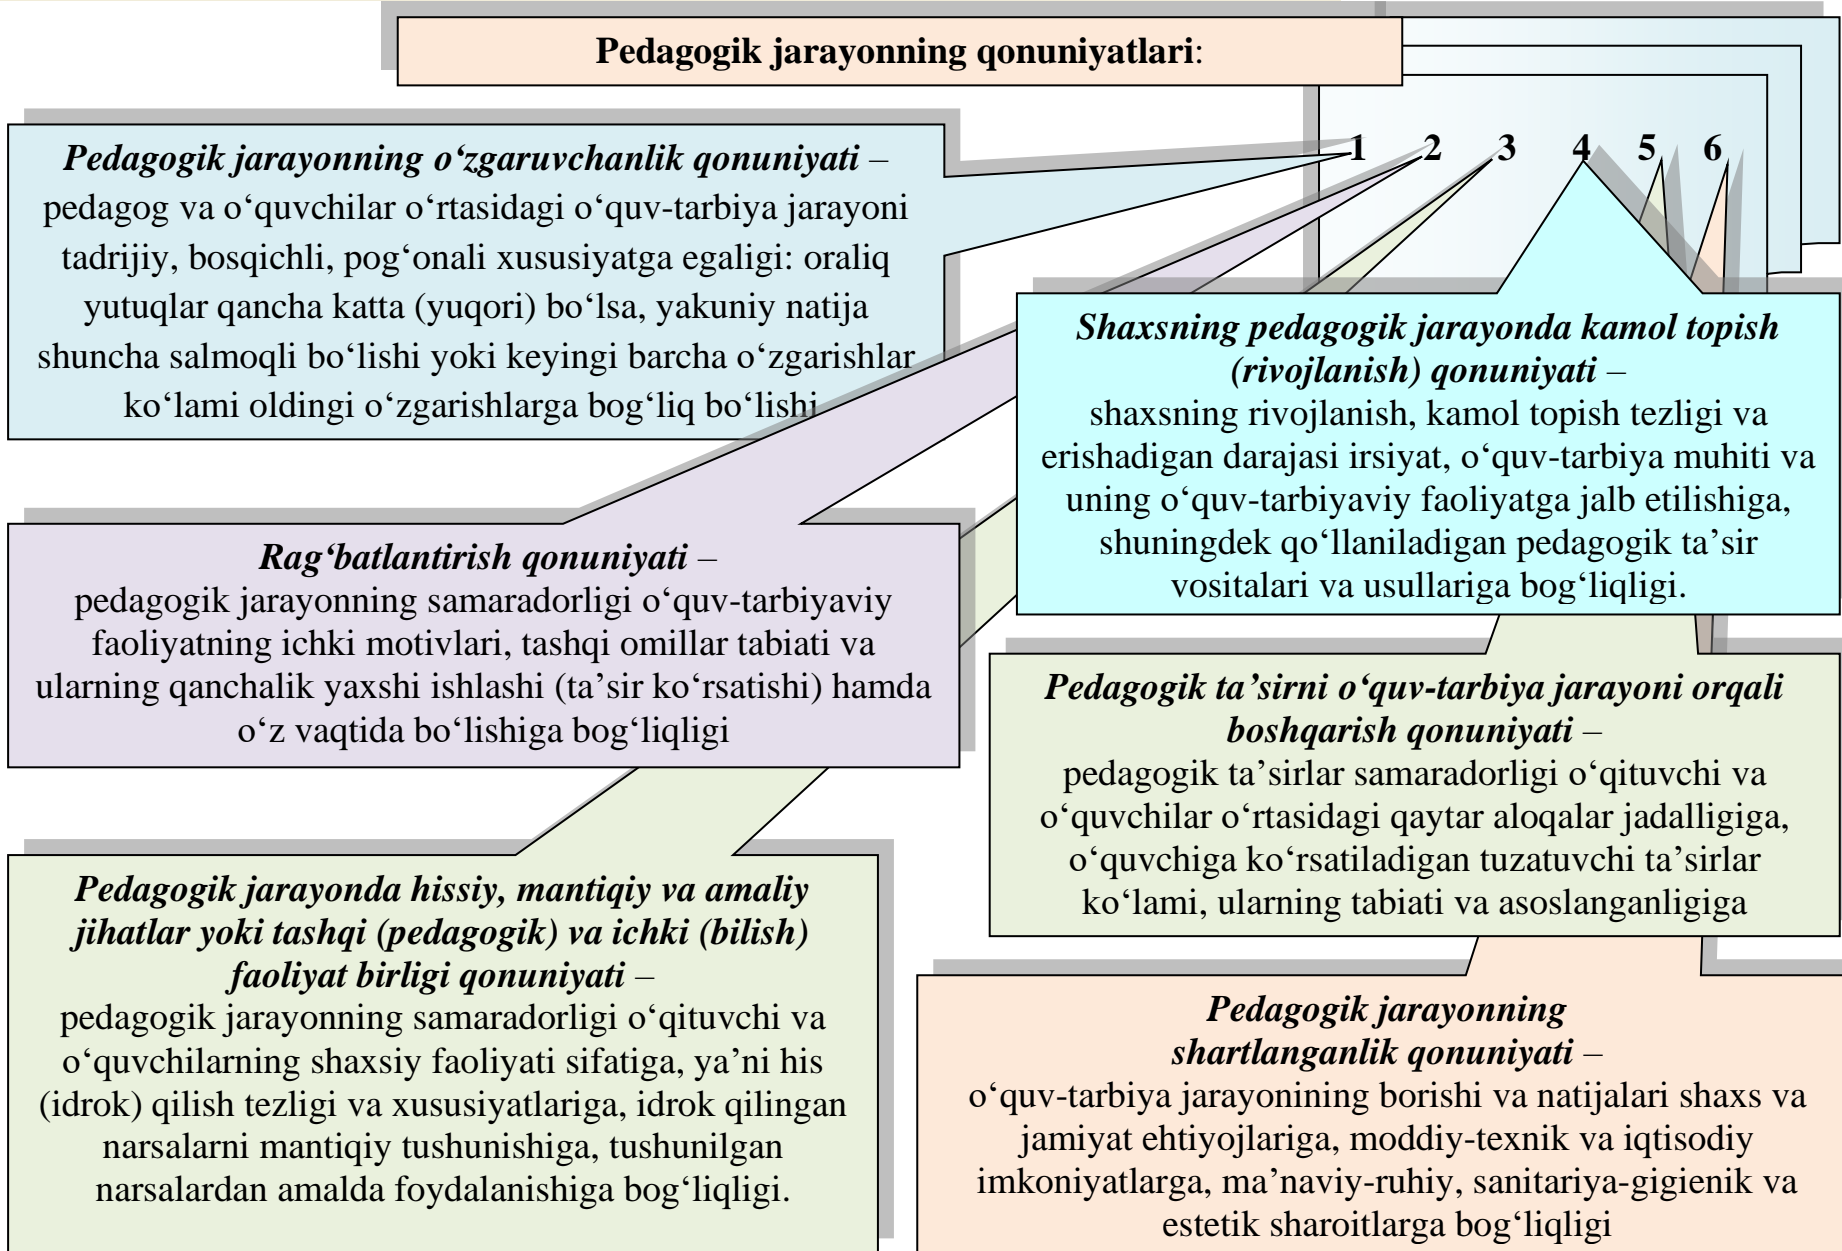 Pedagogik jarayonning qonuniyatlari:
1 2 3 4 5 6
Pedagogik jarayonning o‘zgaruvchanlik qonuniyati –
pedagog va o‘quvchilar o‘rtasidagi o‘quv-tarbiya jarayoni
tadrijiy, bosqichli, pog‘onali xususiyatga egaligi: oraliq
yutuqlar qancha katta (yuqori) bo‘lsa, yakuniy natija
shuncha salmoqli bo‘lishi yoki keyingi barcha o‘zgarishlar
ko‘lami oldingi o‘zgarishlarga bog‘liq bo‘lishi
Rag‘batlantirish qonuniyati –
pedagogik jarayonning samaradorligi o‘quv-tarbiyaviy
faoliyatning ichki motivlari, tashqi omillar tabiati va
ularning qanchalik yaxshi ishlashi (ta’sir ko‘rsatishi) hamda
o‘z vaqtida bo‘lishiga bog‘liqligi
Pedagogik jarayonda hissiy, mantiqiy va amaliy
jihatlar yoki tashqi (pedagogik) va ichki (bilish)
faoliyat birligi qonuniyati –
pedagogik jarayonning samaradorligi o‘qituvchi va
o‘quvchilarning shaxsiy faoliyati sifatiga, ya’ni his
(idrok) qilish tezligi va xususiyatlariga, idrok qilingan
narsalarni mantiqiy tushunishiga, tushunilgan
narsalardan amalda foydalanishiga bog‘liqligi.
Shaxsning pedagogik jarayonda kamol topish
(rivojlanish) qonuniyati –
shaxsning rivojlanish, kamol topish tezligi va
erishadigan darajasi irsiyat, o‘quv-tarbiya muhiti va
uning o‘quv-tarbiyaviy faoliyatga jalb etilishiga,
shuningdek qo‘llaniladigan pedagogik ta’sir
vositalari va usullariga bog‘liqligi.
Pedagogik ta’sirni o‘quv-tarbiya jarayoni orqali
boshqarish qonuniyati –
pedagogik ta’sirlar samaradorligi o‘qituvchi va
o‘quvchilar o‘rtasidagi qaytar aloqalar jadalligiga,
o‘quvchiga ko‘rsatiladigan tuzatuvchi ta’sirlar
ko‘lami, ularning tabiati va asoslanganligiga
Pedagogik jarayonning
shartlanganlik qonuniyati –
o‘quv-tarbiya jarayonining borishi va natijalari shaxs va
jamiyat ehtiyojlariga, moddiy-texnik va iqtisodiy
imkoniyatlarga, ma’naviy-ruhiy, sanitariya-gigienik va
estetik sharoitlarga bog‘liqligi